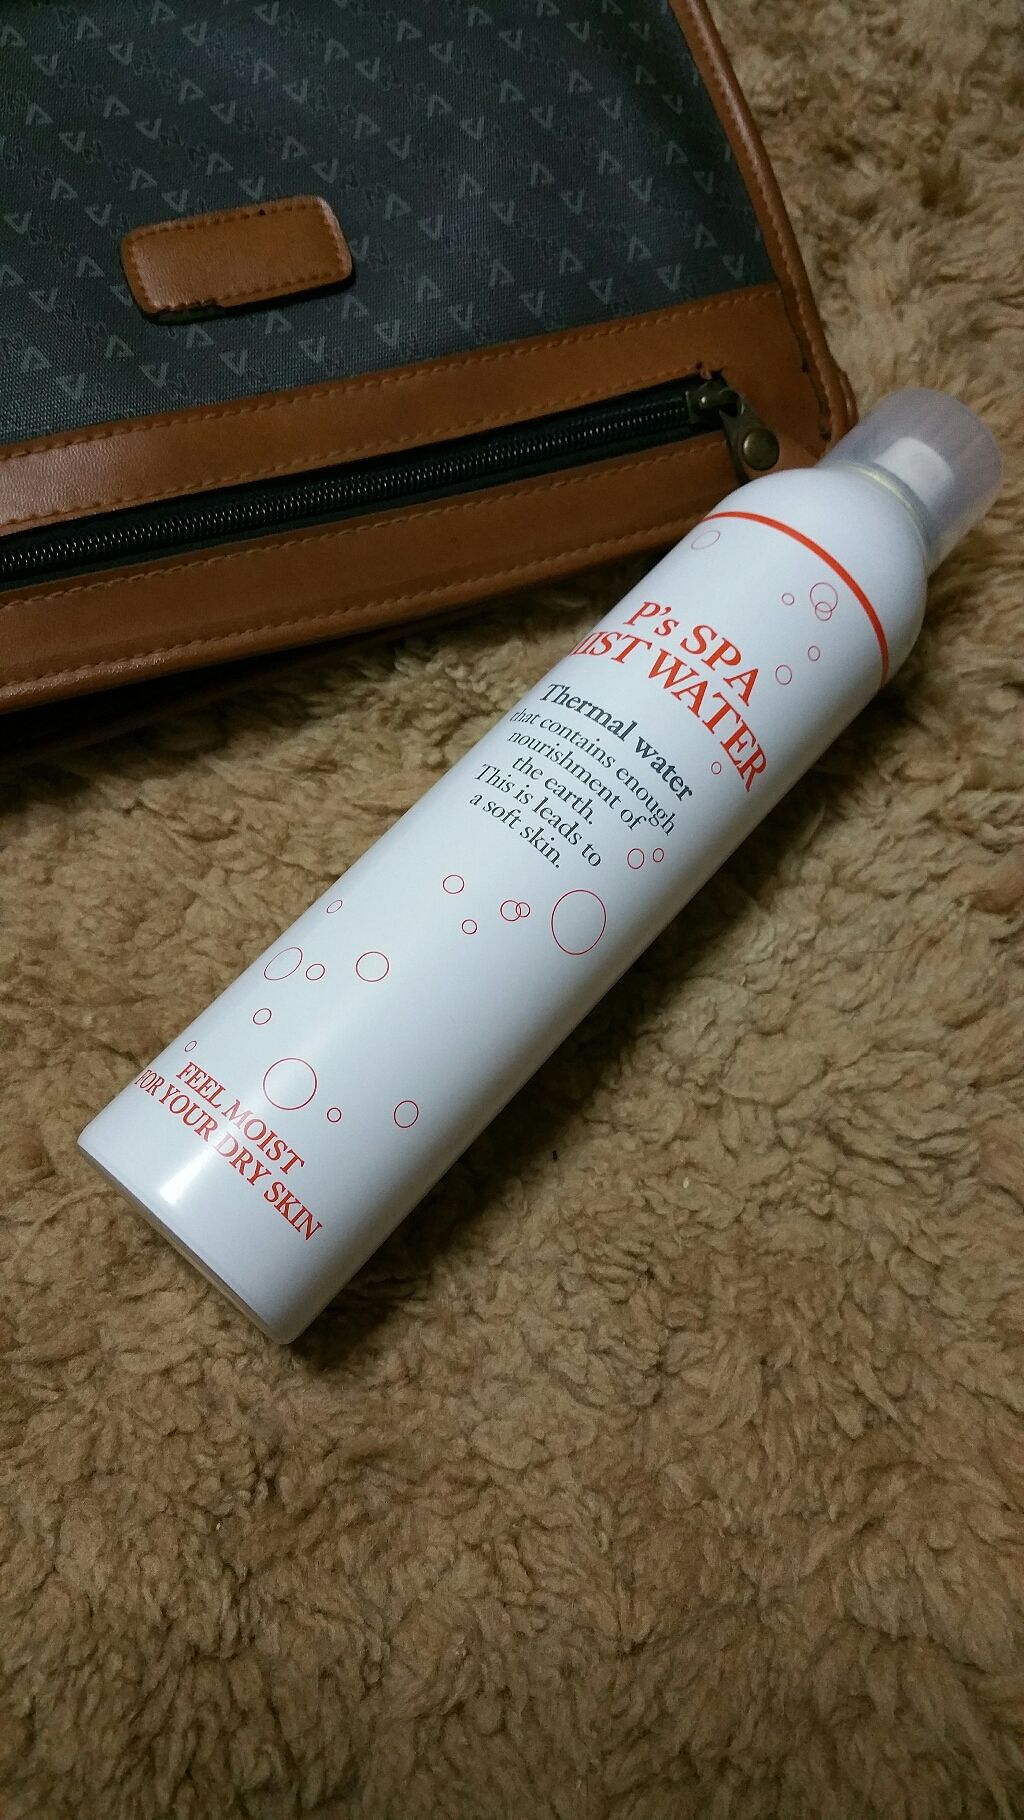 P's SPA
MIST WATER
Thermal water
that contains enough
nourishment of
the earth.
This is leads to
a soft skin.
FEEL MOIST
FOR YOUR DRY SKIN